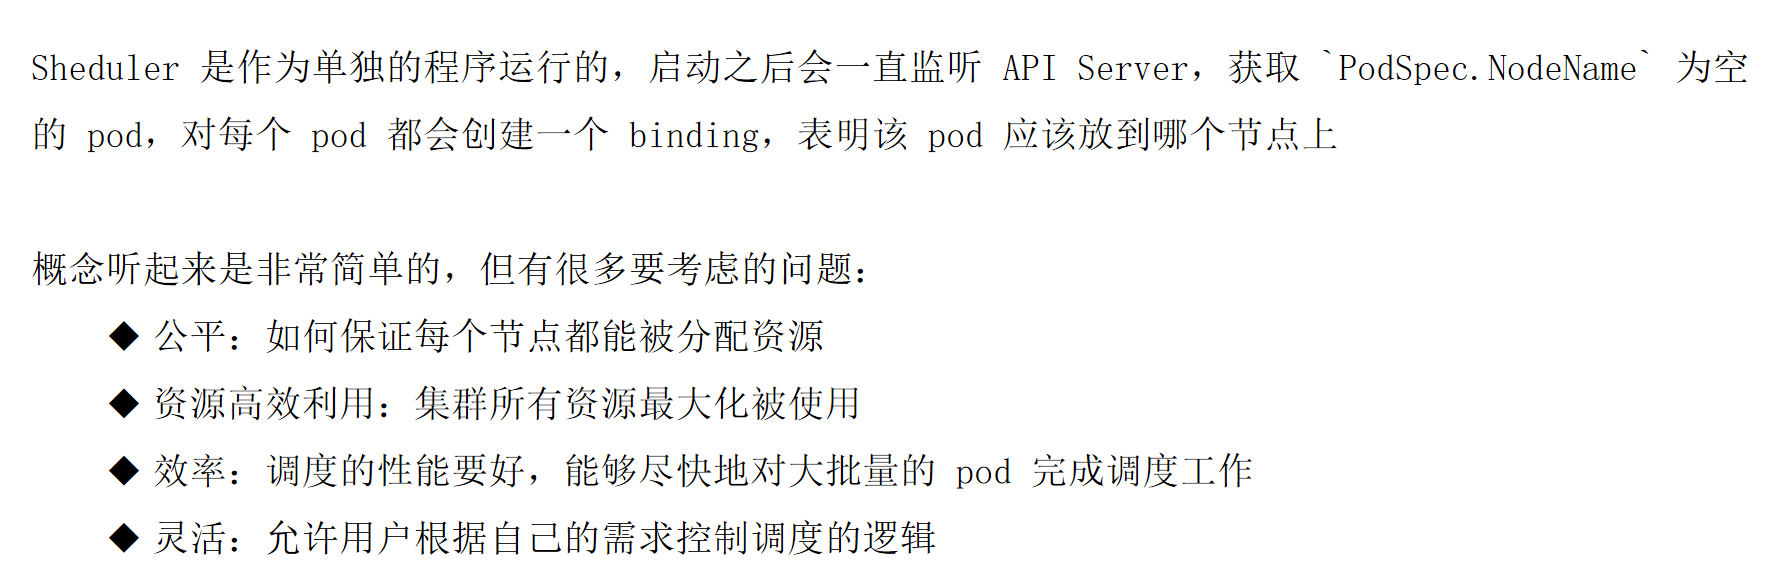 Sheduler 是作为单独的程序运行的，启动之后会一直监听 API Server，获取 `PodSpec.NodeName` 为空
的 pod，对每个 pod 都会创建一个 binding，表明该 pod 应该放到哪个节点上
概念听起来是非常简单的，但有很多要考虑的问题：
◆ 公平：如何保证每个节点都能被分配资源
◆ 资源高效利用：集群所有资源最大化被使用
◆ 效率：调度的性能要好，能够尽快地对大批量的 pod 完成调度工作
◆ 灵活：允许用户根据自己的需求控制调度的逻辑